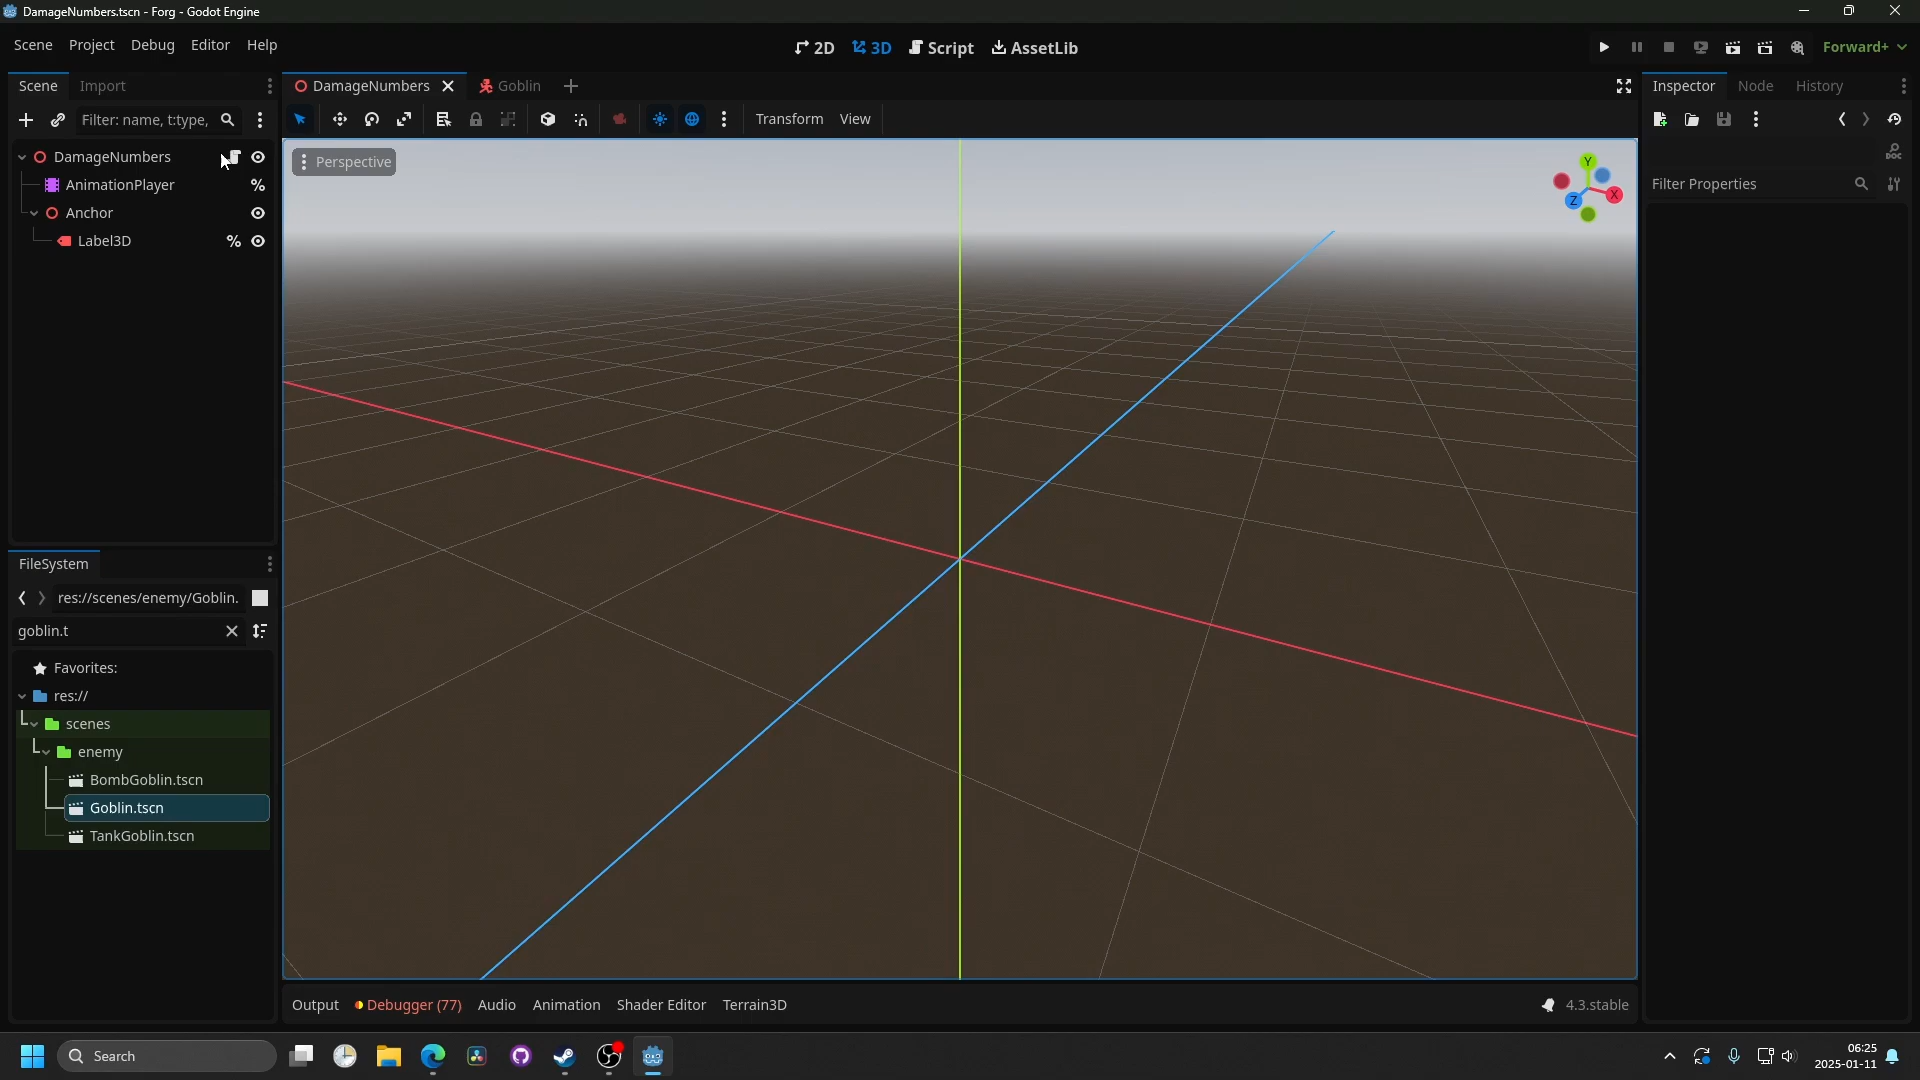 DamageNumbers.tscn - Forg - Godot Engine
Scene Project Debug Editor Help
2D 3D Script AssetLib
Forward+
Scene Import
DamageNumbers Goblin
Inspector Node History
Filter: name, t:type,
Transform View
DamageNumbers
AnimationPlayer %
Anchor
Label3D %
Perspective
Y
X
Z
DOC
Filter Properties
FileSystem
res://scenes/enemy/Goblin.
goblin.t
Favorites:
res://
scenes
enemy
BombGoblin.tscn
Goblin.tscn
TankGoblin.tscn
Output Debugger (77) Audio Animation Shader Editor Terrain3D
4.3.stable
Search
06:25
2025-01-11